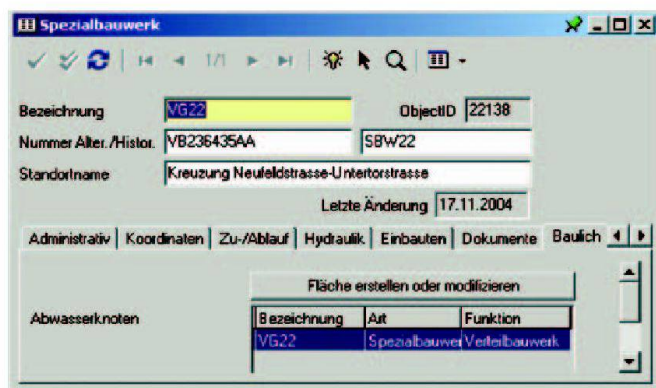 Spezialbauwerk
1/1
Bezeichnung VG22 ObjectID 22138
Nummer Alter./Histor. VB236435AA SBW22
Standortname Kreuzung Neufeldstrasse-Untertorstrasse
Letzte Änderung 17.11.2004
Administrativ Koordinaten Zu-/Ablauf Hydraulik Einbauten Dokumente Baulich
Fläche erstellen oder modifizieren
Abwasserknoten Bezeichnung Art Funktion
VG22 Spezialbauwer Verteilbauwerk